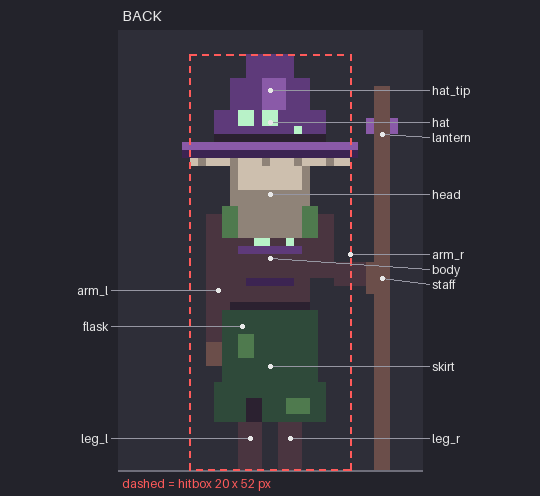 BACK
hat_tip
hat
lantern
head
arm_r
body
staff
arm_l
flask
skirt
leg_l
leg_r
dashed = hitbox 20 x 52 px